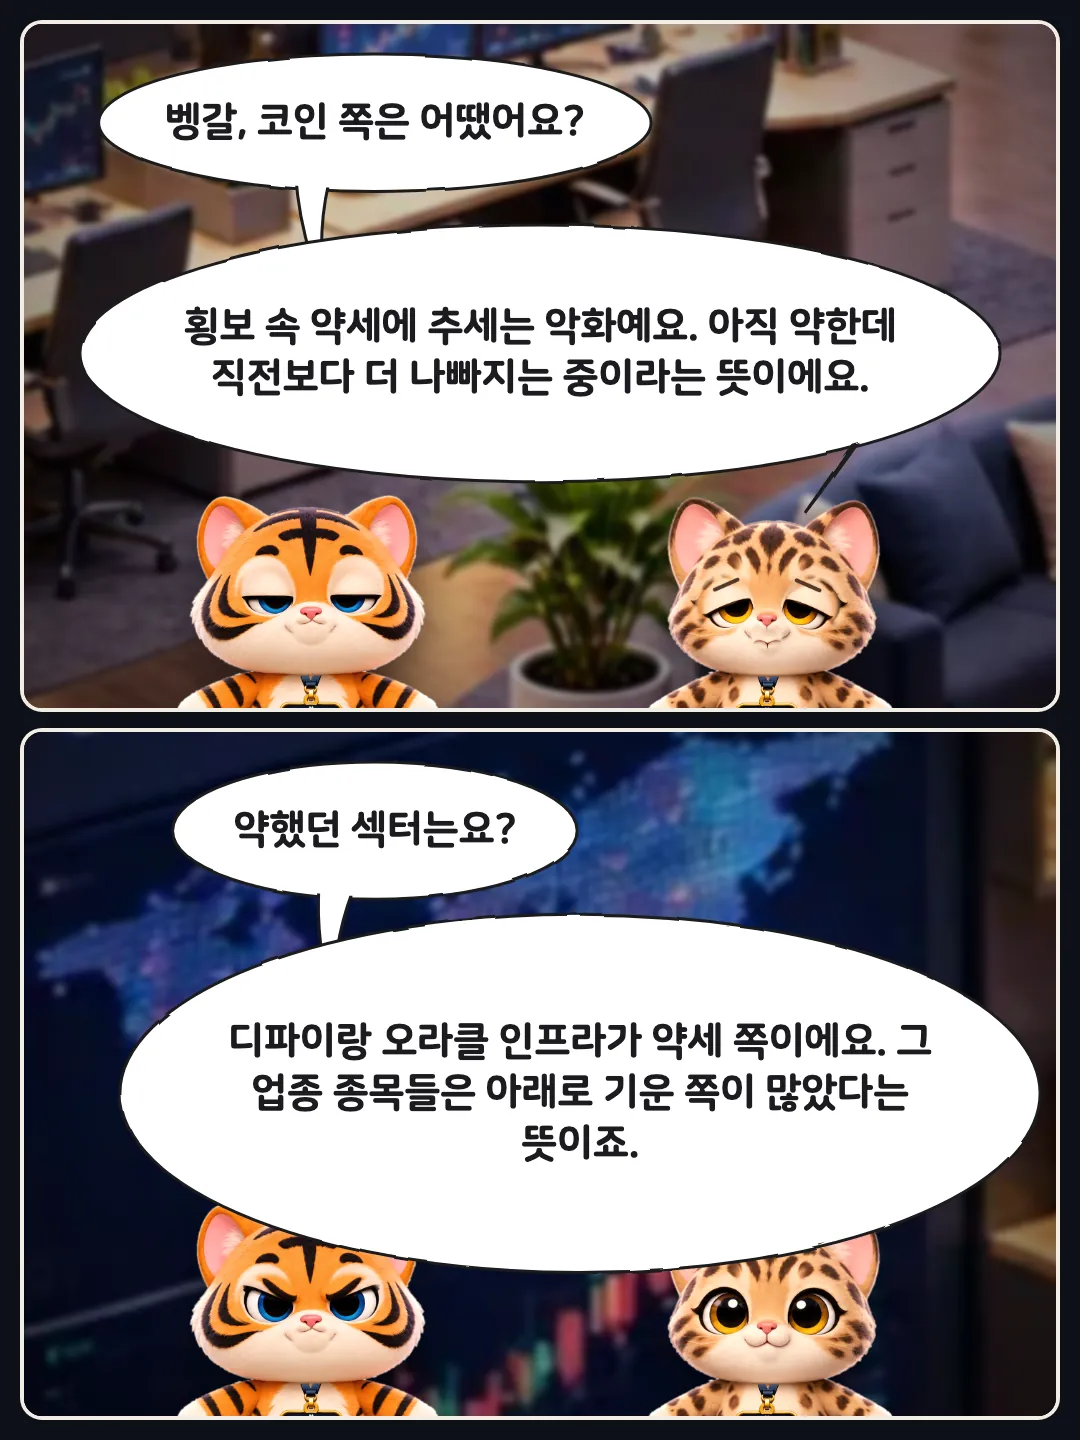 벵갈, 코인 쪽은 어땠어요?
횡보 속 약세에 추세는 악화예요. 아직 약한데
직전보다 더 나빠지는 중이라는 뜻이에요.
약했던 섹터는요?
디파이랑 오라클 인프라가 약세 쪽이에요. 그
업종 종목들은 아래로 기운 쪽이 많았다는
뜻이죠.